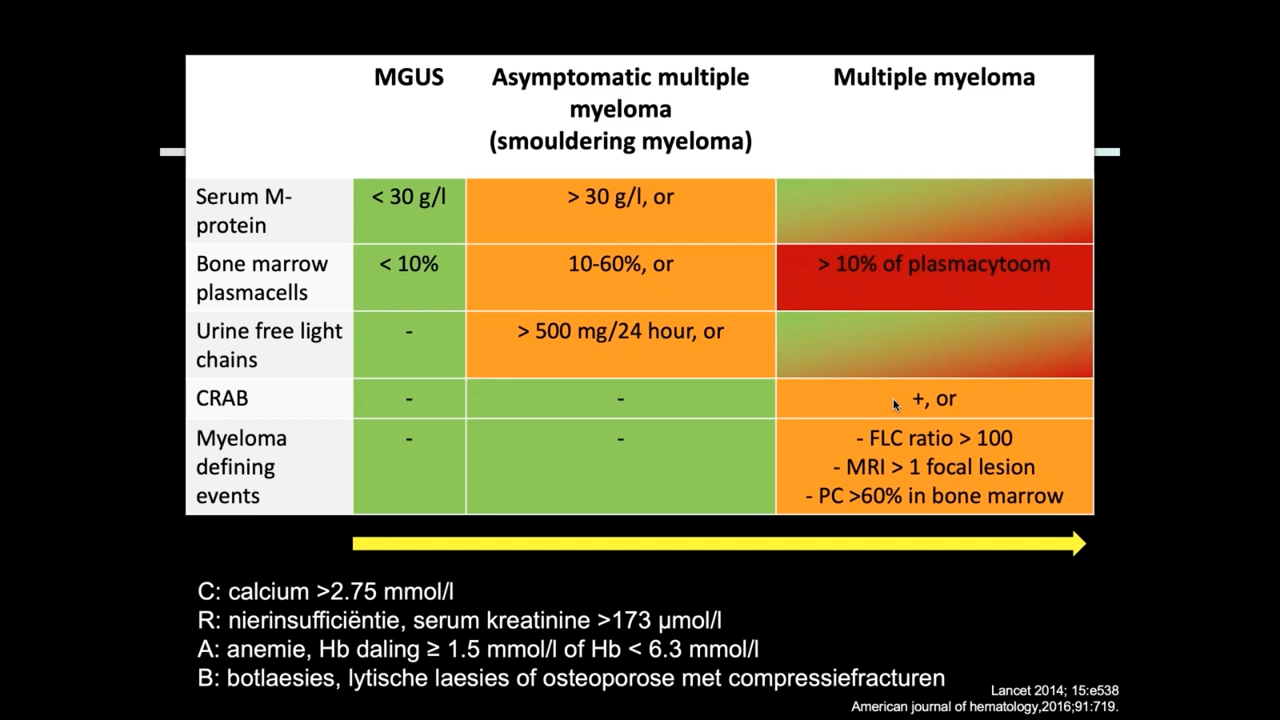 MGUS
Asymptomatic multiple
myeloma
(smouldering myeloma)
Multiple myeloma
Serum M-
protein
< 30 g/l
> 30 g/l, or
Bone marrow
plasmacells
< 10%
10-60%, or
> 10% of plasmacytoom
Urine free light
chains
-
> 500 mg/24 hour, or
CRAB
-
-
+, or
Myeloma
defining
events
-
-
- FLC ratio > 100
- MRI > 1 focal lesion
- PC >60% in bone marrow
C: calcium >2.75 mmol/l
R: nierinsufficiëntie, serum kreatinine >173 µmol/l
A: anemie, Hb daling ≥ 1.5 mmol/l of Hb < 6.3 mmol/l
B: botlaesies, lytische laesies of osteoporose met compressiefracturen
Lancet 2014; 15:e538
American journal of hematology,2016;91:719.